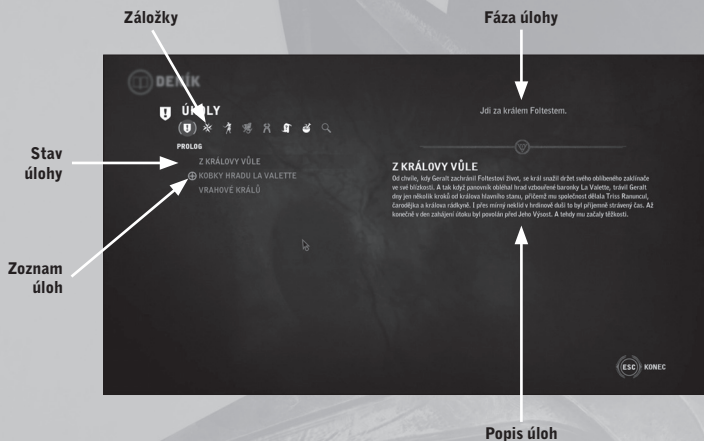 Záložky
Fáza úlohy
DENÍK
ÚKOLY
Jdi za králem Foltestem.
PROLOG
Stav
úlohy
Z KRÁLOVY VŮLE
KOBKY HRADU LA VALETTE
VRAHOVÉ KRÁLŮ
Z KRÁLOVY VŮLE
Od chvíle, kdy Geralt zachránil Foltestovi život, se král snažil držet svého oblíbeného zaklínače
ve své blízkosti. A tak když panovník obléhal hrad vzbouřené baronky La Valette, trávil Geralt
dny jen několik kroků od králova hlavního stanu, přičemž mu společnost dělala Triss Ranuncul,
čarodějka a králova rádkyně. I přes mírný neklid v hrdinově duši to byl příjemně strávený čas. Až
konečně v den zahájení útoku byl povolán před Jeho Výsost. A tehdy mu začaly těžkosti.
Zoznam
úloh
ESC KONEC
Popis úloh